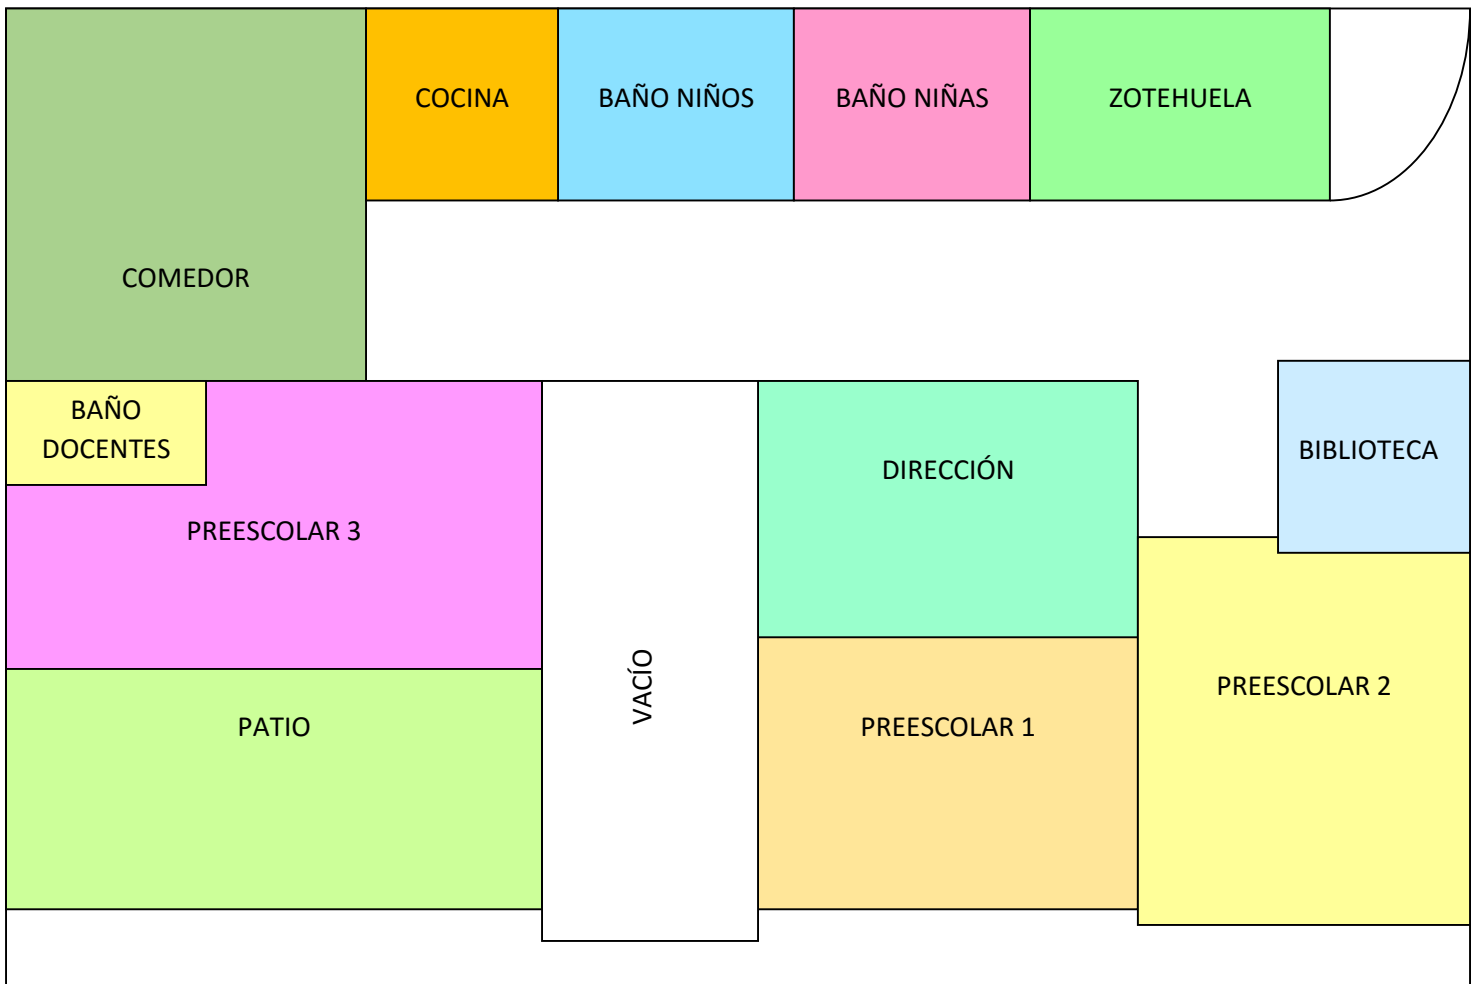 COCINA
BAÑO NIÑOS
BAÑO NIÑAS
ZOTEHUELA
COMEDOR
BAÑO
DOCENTES
PREESCOLAR 3
DIRECCIÓN
BIBLIOTECA
PATIO
VACÍO
PREESCOLAR 1
PREESCOLAR 2